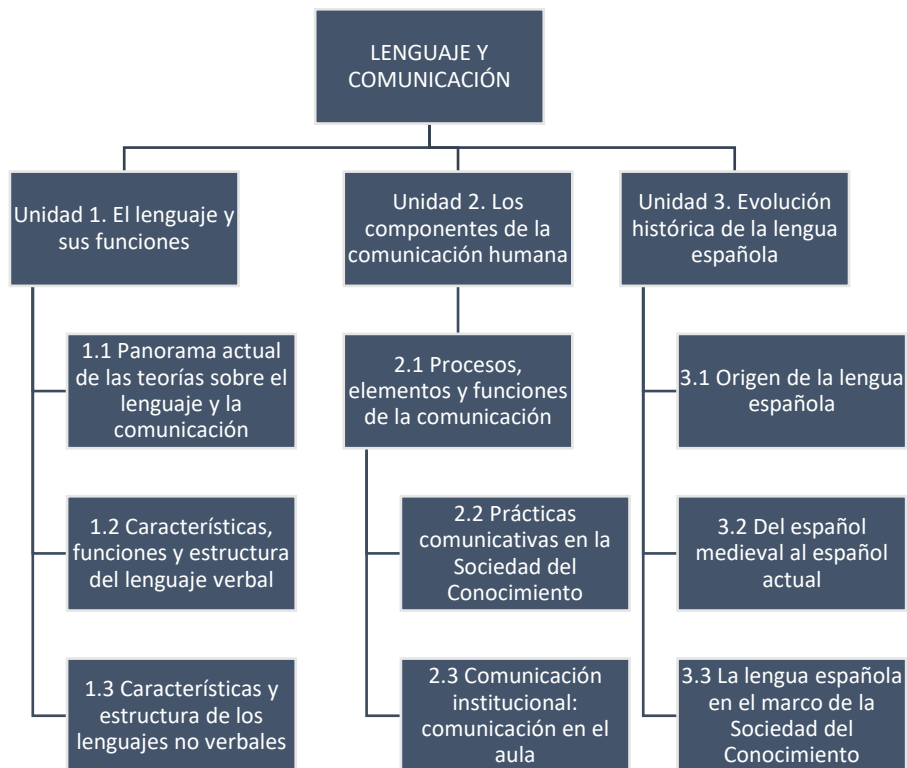 LENGUAJE Y
COMUNICACIÓN
Unidad 1. El lenguaje y
sus funciones
1.1 Panorama actual
de las teorías sobre el
lenguaje y la
comunicación
1.2 Características,
funciones y estructura
del lenguaje verbal
1.3 Características y
estructura de los
lenguajes no verbales
Unidad 2. Los
componentes de la
comunicación humana
2.1 Procesos,
elementos y funciones
de la comunicación
2.2 Prácticas
comunicativas en la
Sociedad del
Conocimiento
2.3 Comunicación
institucional:
comunicación en el
aula
Unidad 3. Evolución
histórica de la lengua
española
3.1 Origen de la lengua
española
3.2 Del español
medieval al español
actual
3.3 La lengua española
en el marco de la
Sociedad del
Conocimiento